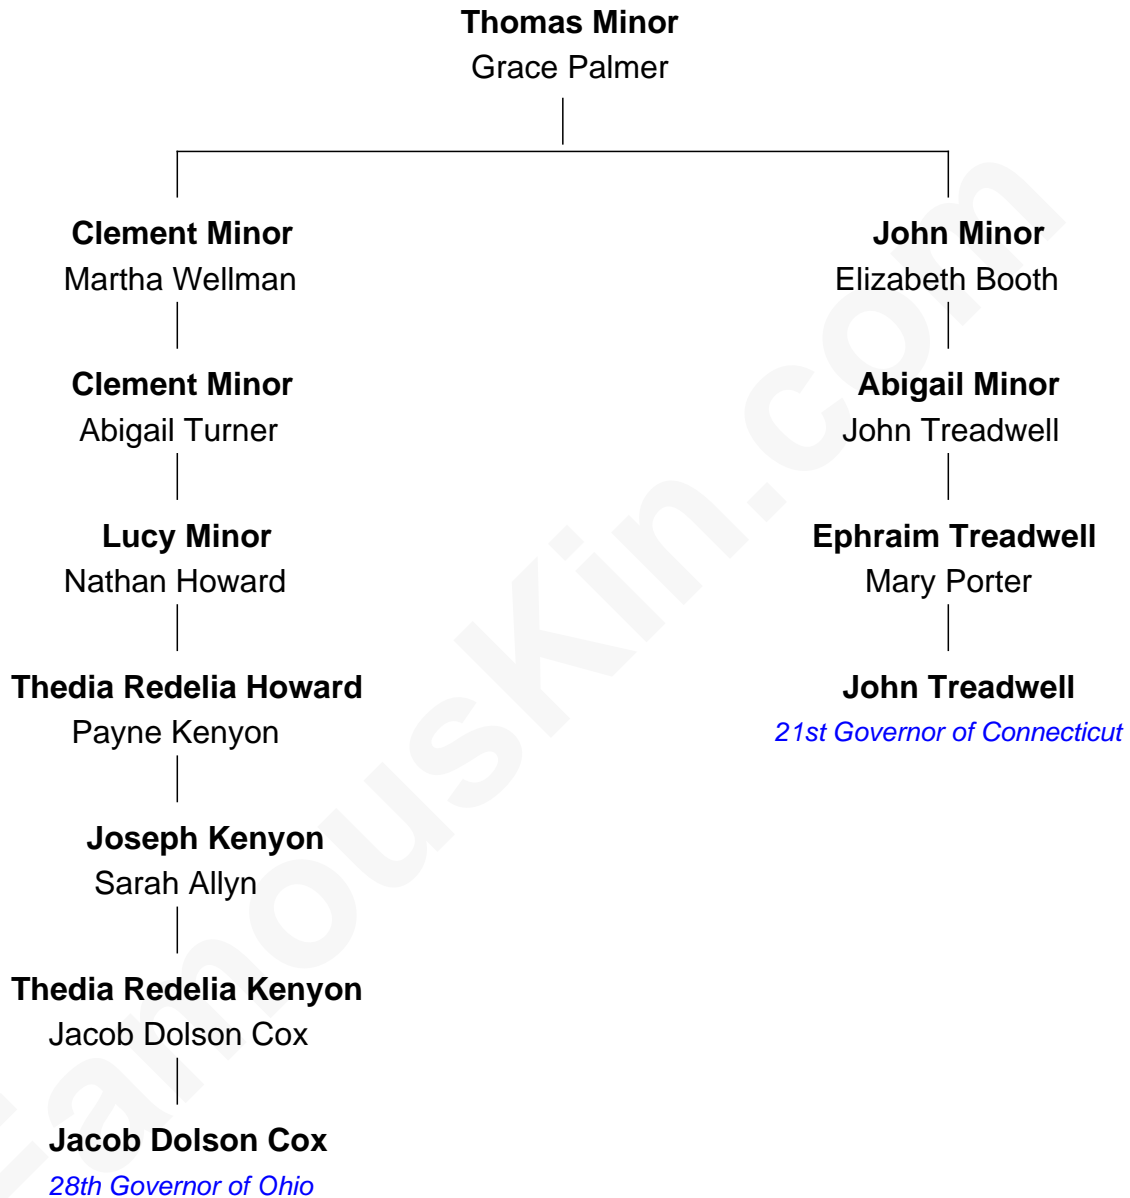 Thomas Minor
Grace Palmer
Clement Minor
Martha Wellman
John Minor
Elizabeth Booth
Clement Minor
Abigail Turner
Abigail Minor
John Treadwell
Lucy Minor
Nathan Howard
Ephraim Treadwell
Mary Porter
Thedia Redelia Howard
Payne Kenyon
John Treadwell
21st Governor of Connecticut
Joseph Kenyon
Sarah Allyn
Thedia Redelia Kenyon
Jacob Dolson Cox
Jacob Dolson Cox
28th Governor of Ohio
FamousKin.com